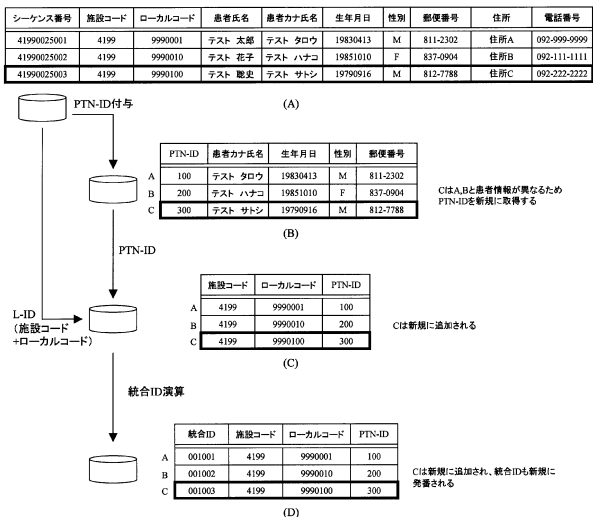 シーケンス番号 施設コード ローカルコード 患者氏名 患者カナ氏名 生年月日 性別 郵便番号 住所 電話番号
41990025001 4199 9990001 テスト 太郎 テスト タロウ 19830413 M 811-2302 住所A 092-999-9999
41990025002 4199 9990010 テスト 花子 テスト ハナコ 19851010 F 837-0904 住所B 092-111-1111
41990025003 4199 9990100 テスト 聡史 テスト サトシ 19790916 M 812-7788 住所C 092-222-2222
(A)
PTN-ID付与
PTN-ID 患者カナ氏名 生年月日 性別 郵便番号
A 100 テスト タロウ 19830413 M 811-2302
B 200 テスト ハナコ 19851010 F 837-0904
C 300 テスト サトシ 19790916 M 812-7788
(B)
CはA,Bと患者情報が異なるため
PTN-IDを新規に取得する
PTN-ID
施設コード ローカルコード PTN-ID
A 4199 9990001 100
B 4199 9990010 200
C 4199 9990100 300
(C)
Cは新規に追加される
L-ID
(施設コード
+ローカルコード)
統合ID演算
統合ID 施設コード ローカルコード PTN-ID
A 001001 4199 9990001 100
B 001002 4199 9990010 200
C 001003 4199 9990100 300
(D)
Cは新規に追加され、統合IDも新規に
発番される